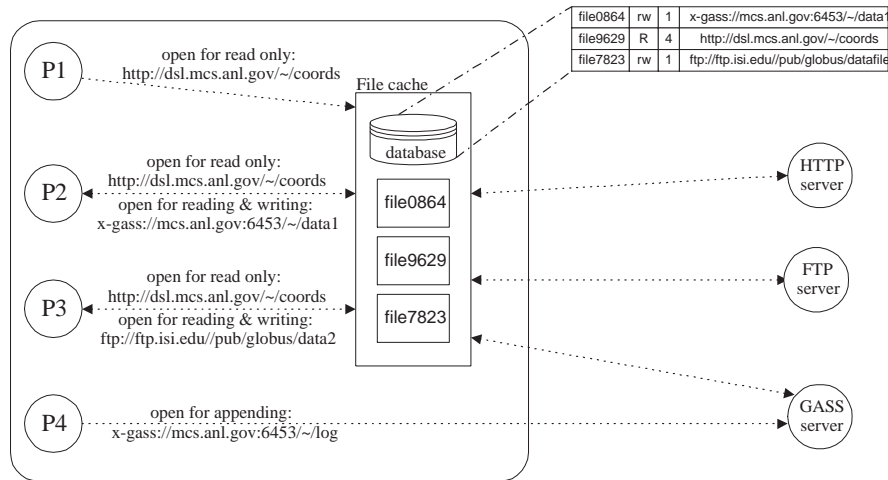 file0864 rw 1 x-gass://mcs.anl.gov:6453/~/data1
file9629 R 4 http://dsl.mcs.anl.gov/~/coords
file7823 rw 1 ftp://ftp.isi.edu//pub/globus/datafile
P1
open for read only:
http://dsl.mcs.anl.gov/~/coords
File cache
database
P2
open for read only:
http://dsl.mcs.anl.gov/~/coords
open for reading & writing:
x-gass://mcs.anl.gov:6453/~/data1
file0864
HTTP
server
file9629
P3
open for read only:
http://dsl.mcs.anl.gov/~/coords
open for reading & writing:
ftp://ftp.isi.edu//pub/globus/data2
file7823
FTP
server
P4
open for appending:
x-gass://mcs.anl.gov:6453/~/log
GASS
server